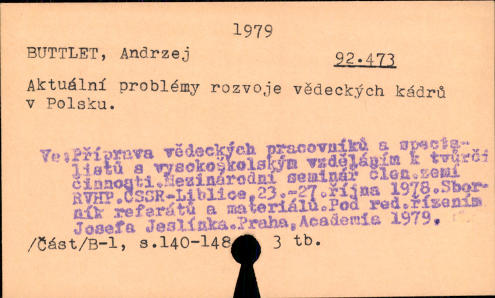 1979
BUTTLET, Andrzej
92.473
Aktuální problémy rozvoje vědeckých kádrů
v Polsku.
Ve:Příprava vědeckých pracovníků a specia-
listů s vysokoškolským vzděláním k tvůrčí
činnosti.Mezinárodní seminář člen.zemí
RVHP.ČSSR-Liblice,23.-27.října 1978.Sbor-
ník referátů a materiálů.Pod red.řízením
Josefa Jeslínka.Praha,Academia 1979,
/Část/B-1, s.140-148 3 tb.